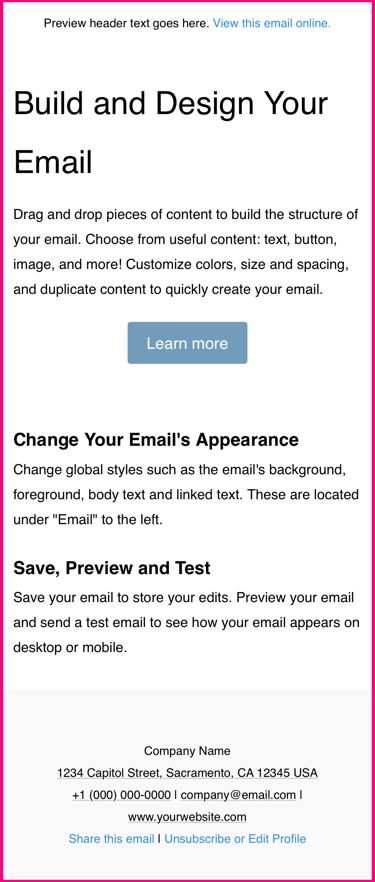 Preview header text goes here. View this email online.
Build and Design Your
Email
Drag and drop pieces of content to build the structure of
your email. Choose from useful content: text, button,
image, and more! Customize colors, size and spacing,
and duplicate content to quickly create your email.
Learn more
Change Your Email's Appearance
Change global styles such as the email's background,
foreground, body text and linked text. These are located
under "Email" to the left.
Save, Preview and Test
Save your email to store your edits. Preview your email
and send a test email to see how your email appears on
desktop or mobile.
Company Name
1234 Capitol Street, Sacramento, CA 12345 USA
+1 (000) 000-0000 | company@email.com |
www.yourwebsite.com
Share this email | Unsubscribe or Edit Profile